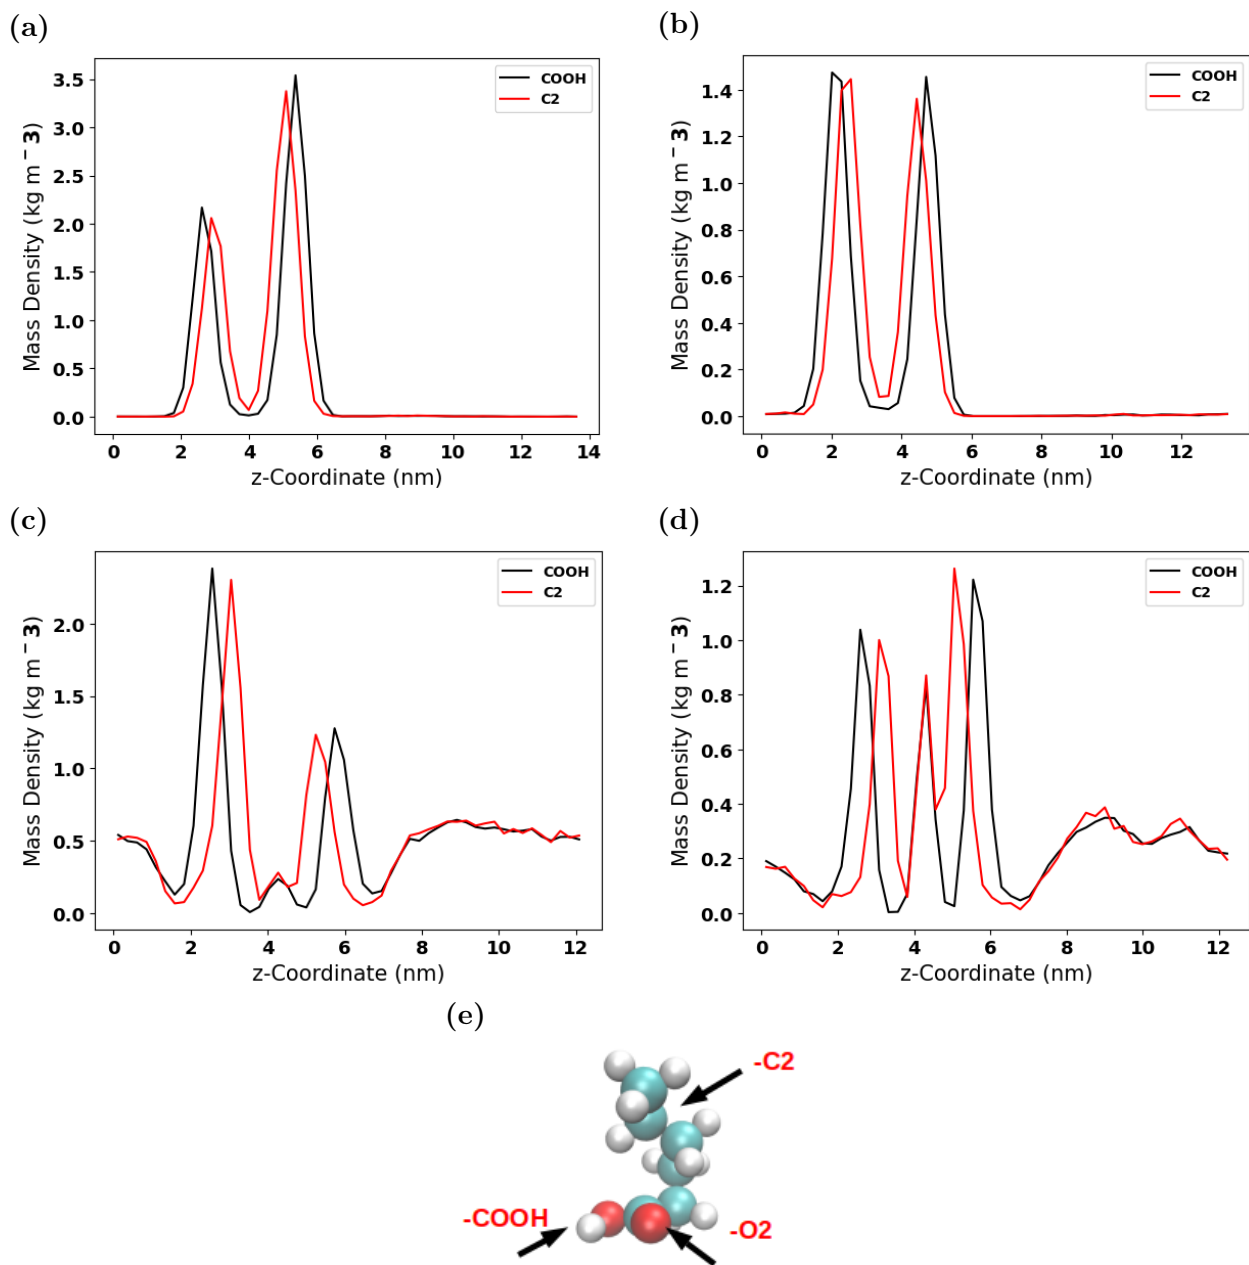 (a)
COOH
C2
Mass Density (kg m⁻3)
3.5
3.0
2.5
2.0
1.5
1.0
0.5
0.0
0 2 4 6 8 10 12 14
z-Coordinate (nm)
(b)
COOH
C2
Mass Density (kg m⁻3)
1.4
1.2
1.0
0.8
0.6
0.4
0.2
0.0
0 2 4 6 8 10 12
z-Coordinate (nm)
(c)
COOH
C2
Mass Density (kg m⁻3)
2.0
1.5
1.0
0.5
0.0
0 2 4 6 8 10 12
z-Coordinate (nm)
(d)
COOH
C2
Mass Density (kg m⁻3)
1.2
1.0
0.8
0.6
0.4
0.2
0.0
0 2 4 6 8 10 12
z-Coordinate (nm)
(e)
-C2
-COOH
-O2